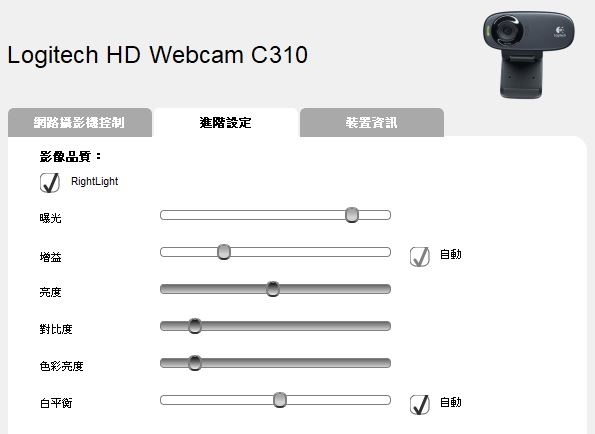 Logitech HD Webcam C310
Logitech
網路攝影機控制
進階設定
裝置資訊
影像品質：
RightLight
曝光
增益
自動
亮度
對比度
色彩亮度
白平衡
自動